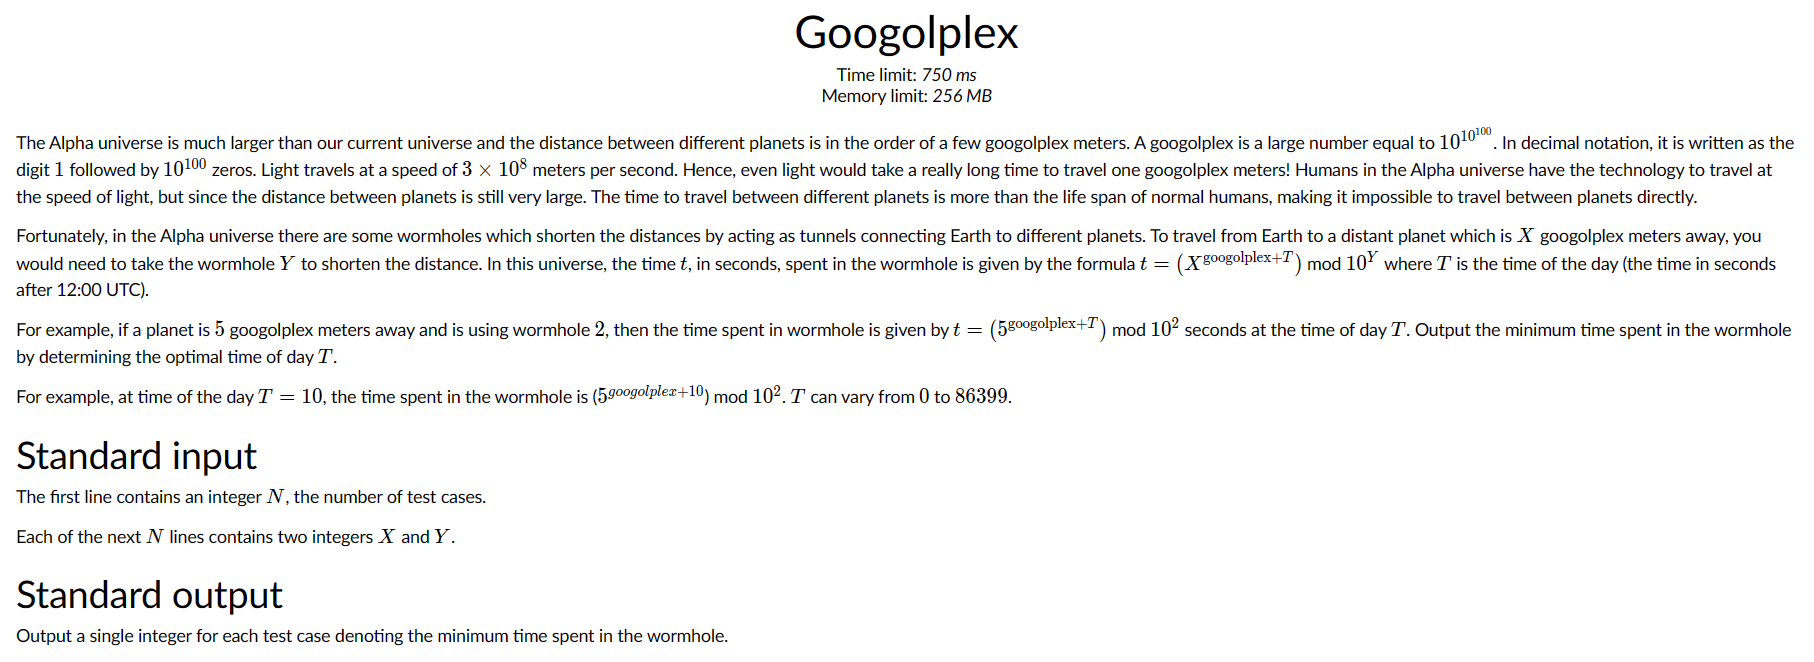 Googolplex
Time limit: 750 ms
Memory limit: 256 MB
The Alpha universe is much larger than our current universe and the distance between different planets is in the order of a few googolplex meters. A googolplex is a large number equal to 10^{10^{100}}. In decimal notation, it is written as the
digit 1 followed by 10^{100} zeros. Light travels at a speed of 3 × 10^8 meters per second. Hence, even light would take a really long time to travel one googolplex meters! Humans in the Alpha universe have the technology to travel at
the speed of light, but since the distance between planets is still very large. The time to travel between different planets is more than the life span of normal humans, making it impossible to travel between planets directly.
Fortunately, in the Alpha universe there are some wormholes which shorten the distances by acting as tunnels connecting Earth to different planets. To travel from Earth to a distant planet which is X googolplex meters away, you
would need to take the wormhole Y to shorten the distance. In this universe, the time t, in seconds, spent in the wormhole is given by the formula t = (X^{googolplex+T}) mod 10^Y where T is the time of the day (the time in seconds
after 12:00 UTC).
For example, if a planet is 5 googolplex meters away and is using wormhole 2, then the time spent in wormhole is given by t = (5^{googolplex+T}) mod 10^2 seconds at the time of day T. Output the minimum time spent in the wormhole
by determining the optimal time of day T.
For example, at time of the day T = 10, the time spent in the wormhole is (5^{googolplex+10}) mod 10^2. T can vary from 0 to 86399.
Standard input
The first line contains an integer N, the number of test cases.
Each of the next N lines contains two integers X and Y.
Standard output
Output a single integer for each test case denoting the minimum time spent in the wormhole.